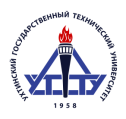 УХТИНСКИЙ ГОСУДАРСТВЕННЫЙ ТЕХНИЧЕСКИЙ УНИВЕРСИТЕТ
УГТУ
1958